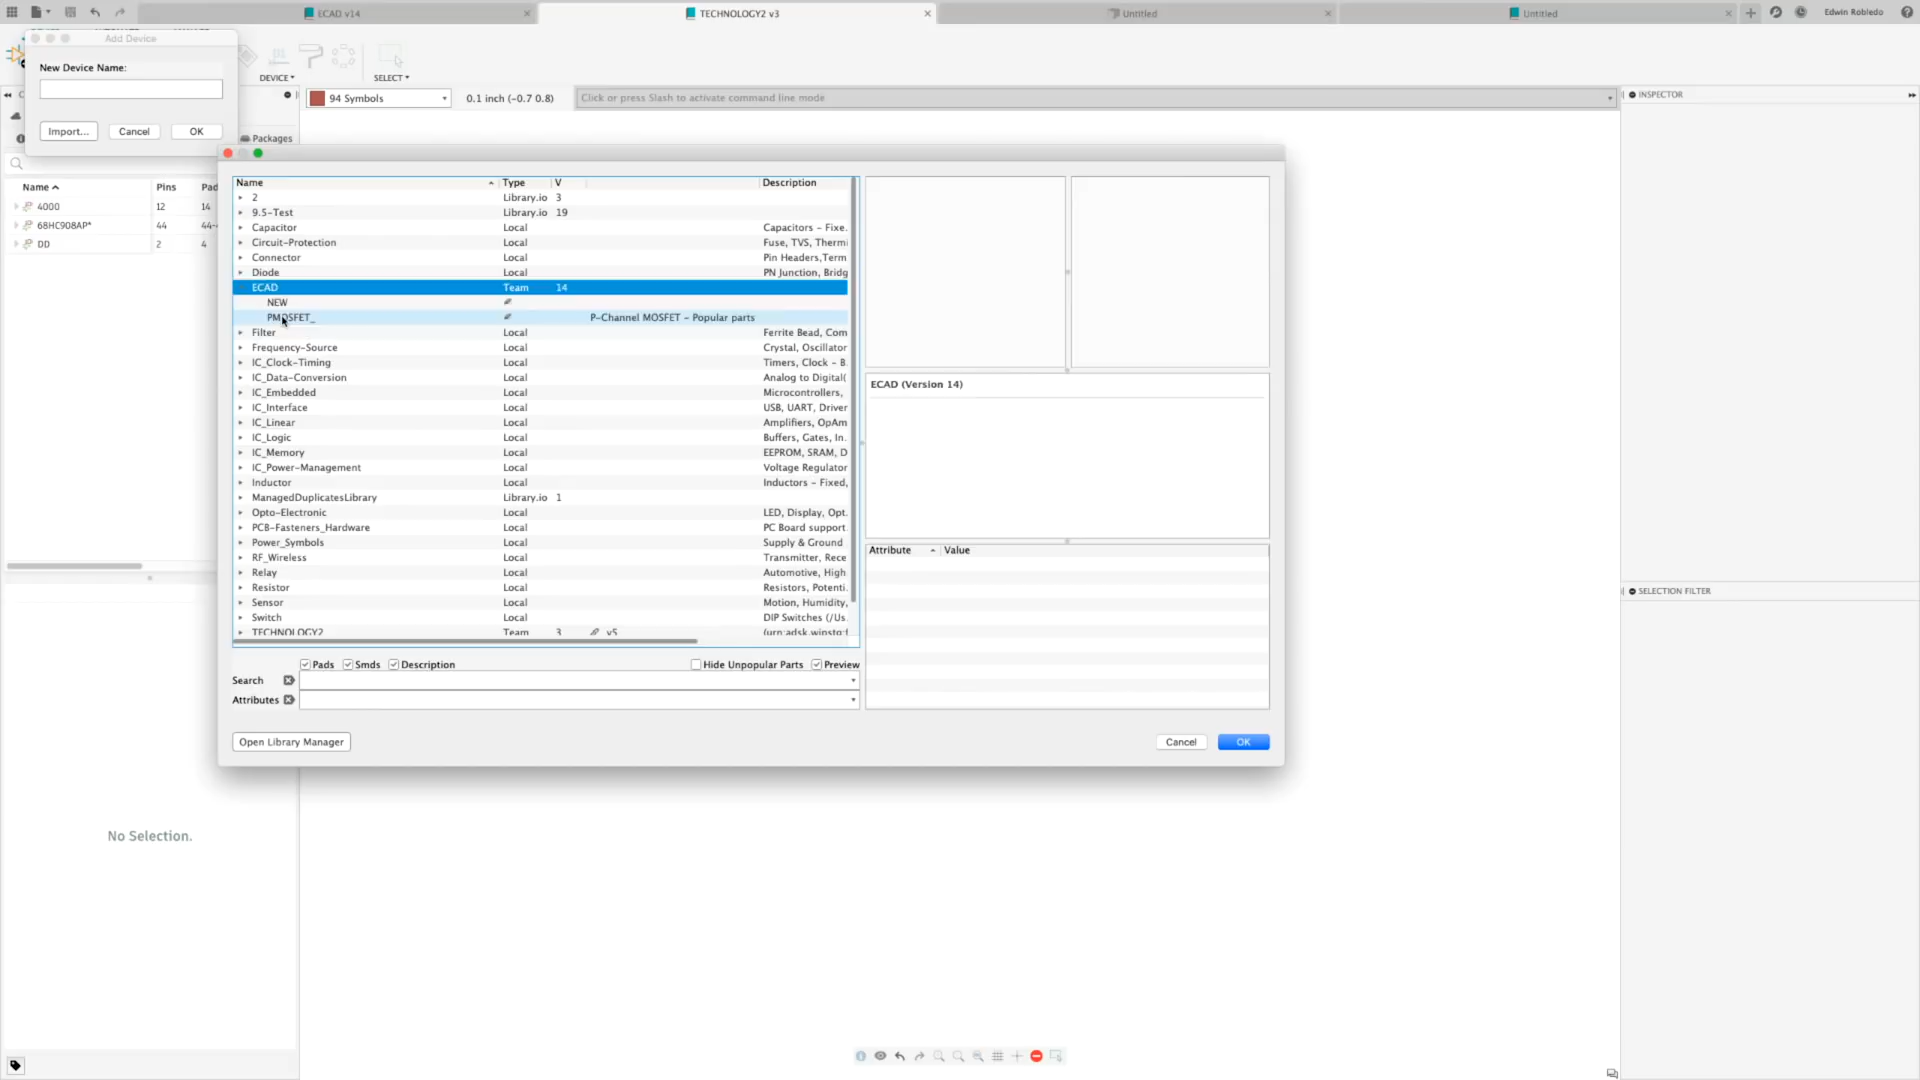 ECAD v14
TECHNOLOGY2 v3
Untitled
Untitled
Edwin Robledo
Add Device
New Device Name:
Import...
Cancel
OK
DEVICE
SELECT
94 Symbols
0.1 inch (-0.7 0.8)
Click or press Slash to activate command line mode
INSPECTOR
Packages
Name Pins Pad
4000 12 14
68HC908AP* 44 44-
DD 2 4
No Selection.
Name Type V Description
2 Library.io 3
9.5-Test Library.io 19
Capacitor Local Capacitors - Fixe.
Circuit-Protection Local Fuse, TVS, Thermi
Connector Local Pin Headers,Term
Diode Local PN Junction, Bridg
ECAD Team 14
NEW
PMOSFET_ P-Channel MOSFET - Popular parts
Filter Local Ferrite Bead, Com
Frequency-Source Local Crystal, Oscillator
IC_Clock-Timing Local Timers, Clock - B.
IC_Data-Conversion Local Analog to Digital(
IC_Embedded Local Microcontrollers,
IC_Interface Local USB, UART, Driver
IC_Linear Local Amplifiers, OpAm
IC_Logic Local Buffers, Gates, In.
IC_Memory Local EEPROM, SRAM, D
IC_Power-Management Local Voltage Regulator
Inductor Local Inductors - Fixed,
ManagedDuplicatesLibrary Library.io 1
Opto-Electronic Local LED, Display, Opt.
PCB-Fasteners_Hardware Local PC Board support.
Power_Symbols Local Supply & Ground
RF_Wireless Local Transmitter, Rece
Relay Local Automotive, High
Resistor Local Resistors, Potenti.
Sensor Local Motion, Humidity,
Switch Local DIP Switches (/Us.
TECHNOLOGY2 Team 3 v5 (urn:adsk.wipstg:f
ECAD (Version 14)
Attribute Value
Pads Smds Description Hide Unpopular Parts Preview
Search
Attributes
Open Library Manager
Cancel
OK
SELECTION FILTER